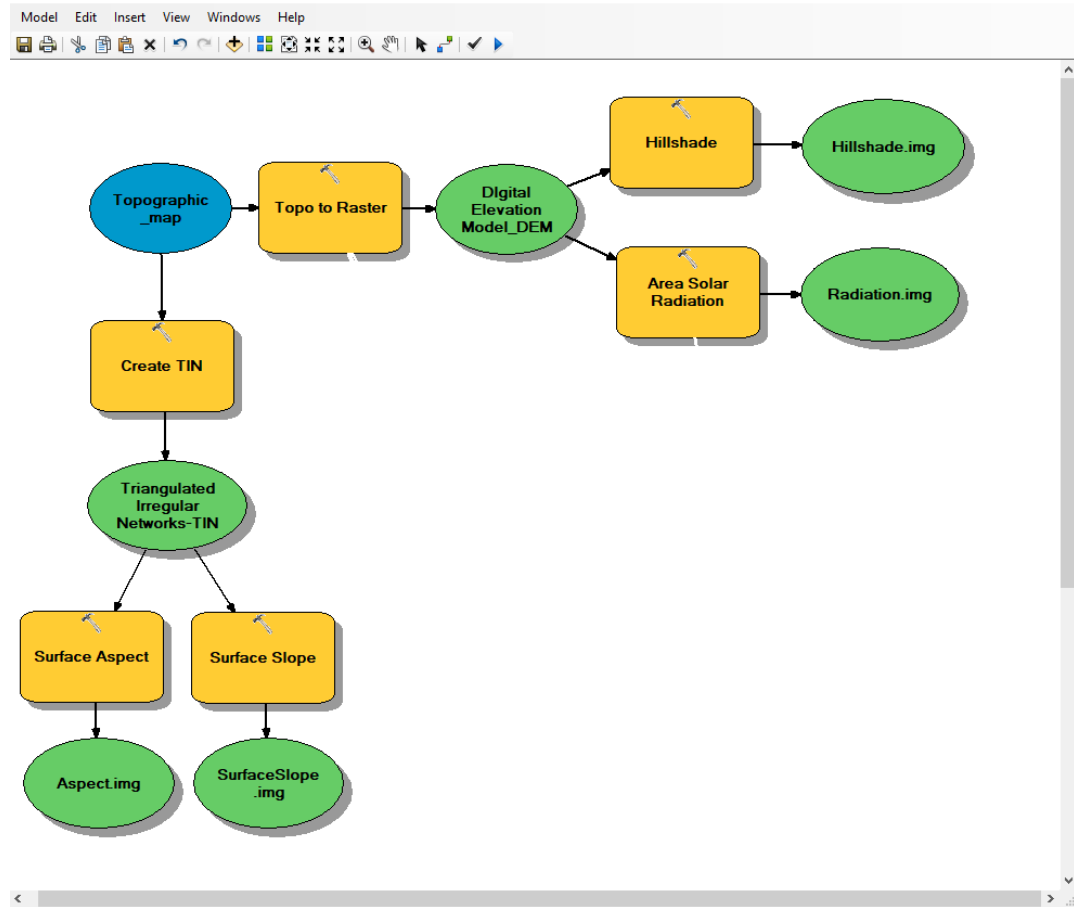 Model Edit Insert View Windows Help
Topographic
_map
Topo to Raster
DIgital
Elevation
Model_DEM
Hillshade
Hillshade.img
Area Solar
Radiation
Radiation.img
Create TIN
Triangulated
Irregular
Networks-TIN
Surface Aspect
Surface Slope
Aspect.img
SurfaceSlope
.img